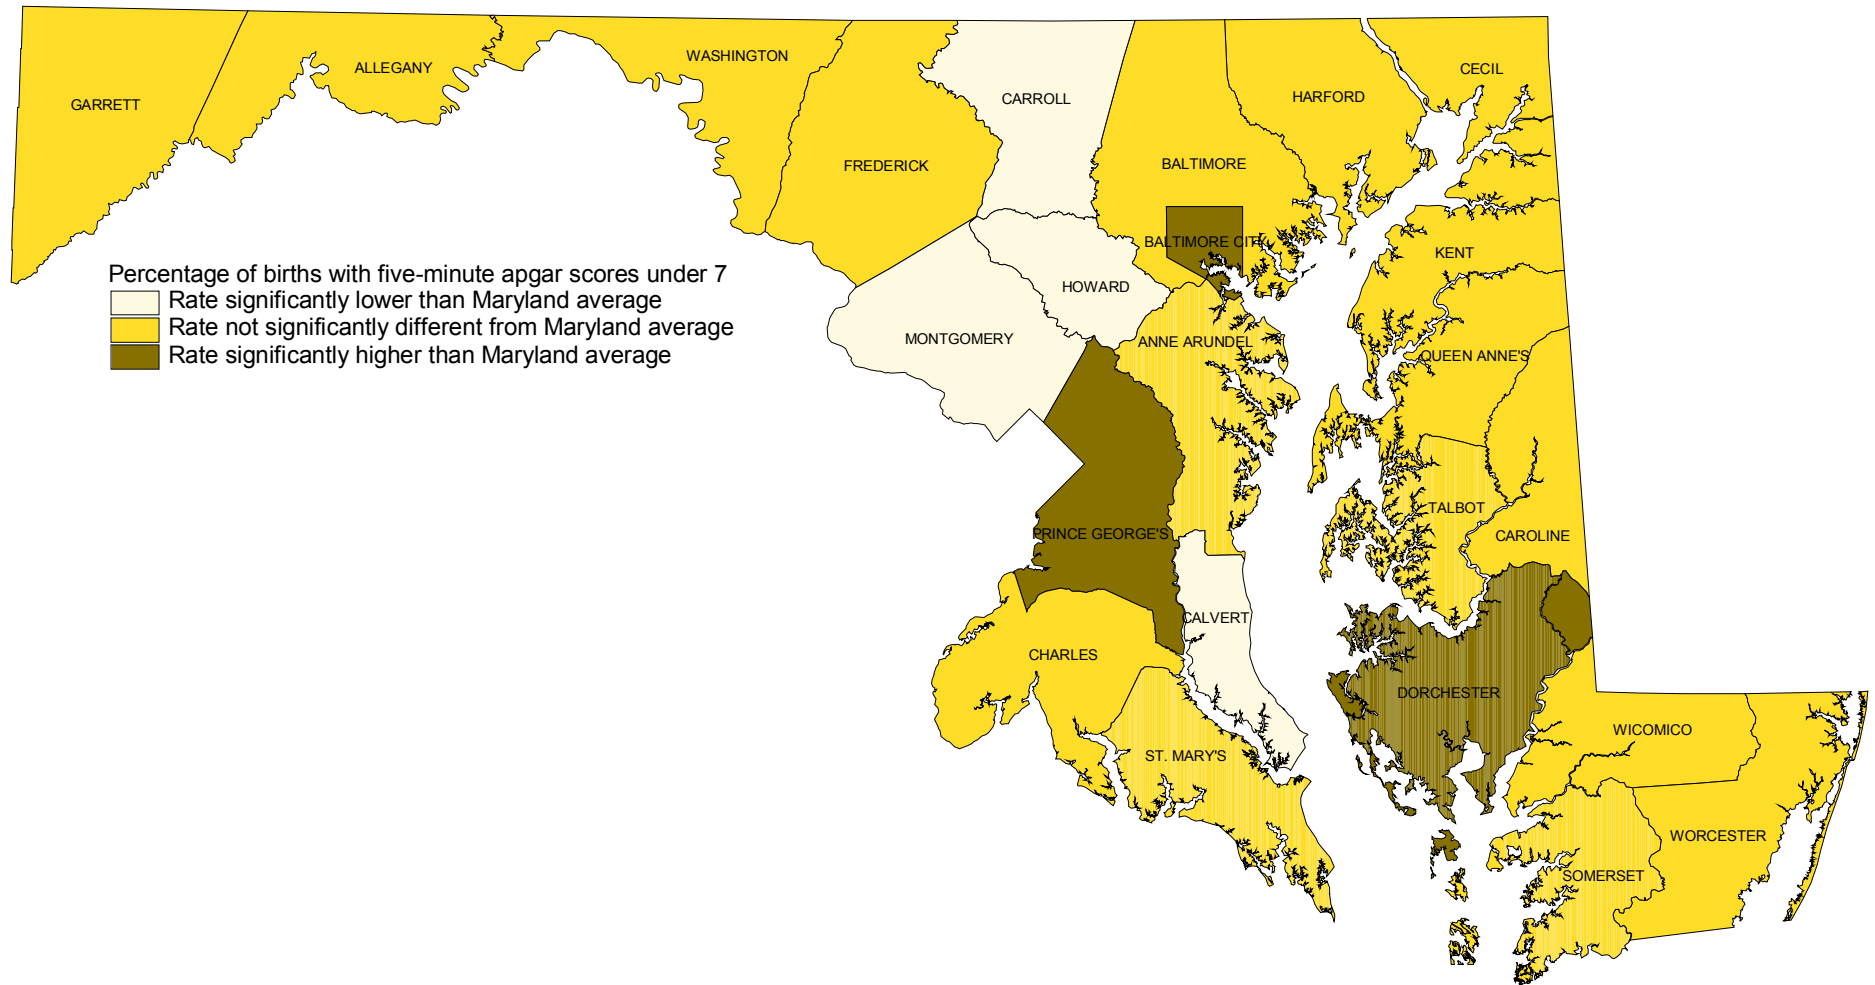 ALLEGANY
WASHINGTON
GARRETT
CARROLL
CECIL
HARFORD
FREDERICK
BALTIMORE
BALTIMORE CITY
KENT
Percentage of births with five-minute apgar scores under 7
Rate significantly lower than Maryland average
Rate not significantly different from Maryland average
Rate significantly higher than Maryland average
HOWARD
MONTGOMERY
ANNE ARUNDEL
QUEEN ANNE'S
TALBOT
PRINCE GEORGE'S
CAROLINE
CALVERT
CHARLES
DORCHESTER
WICOMICO
ST. MARY'S
WORCESTER
SOMERSET